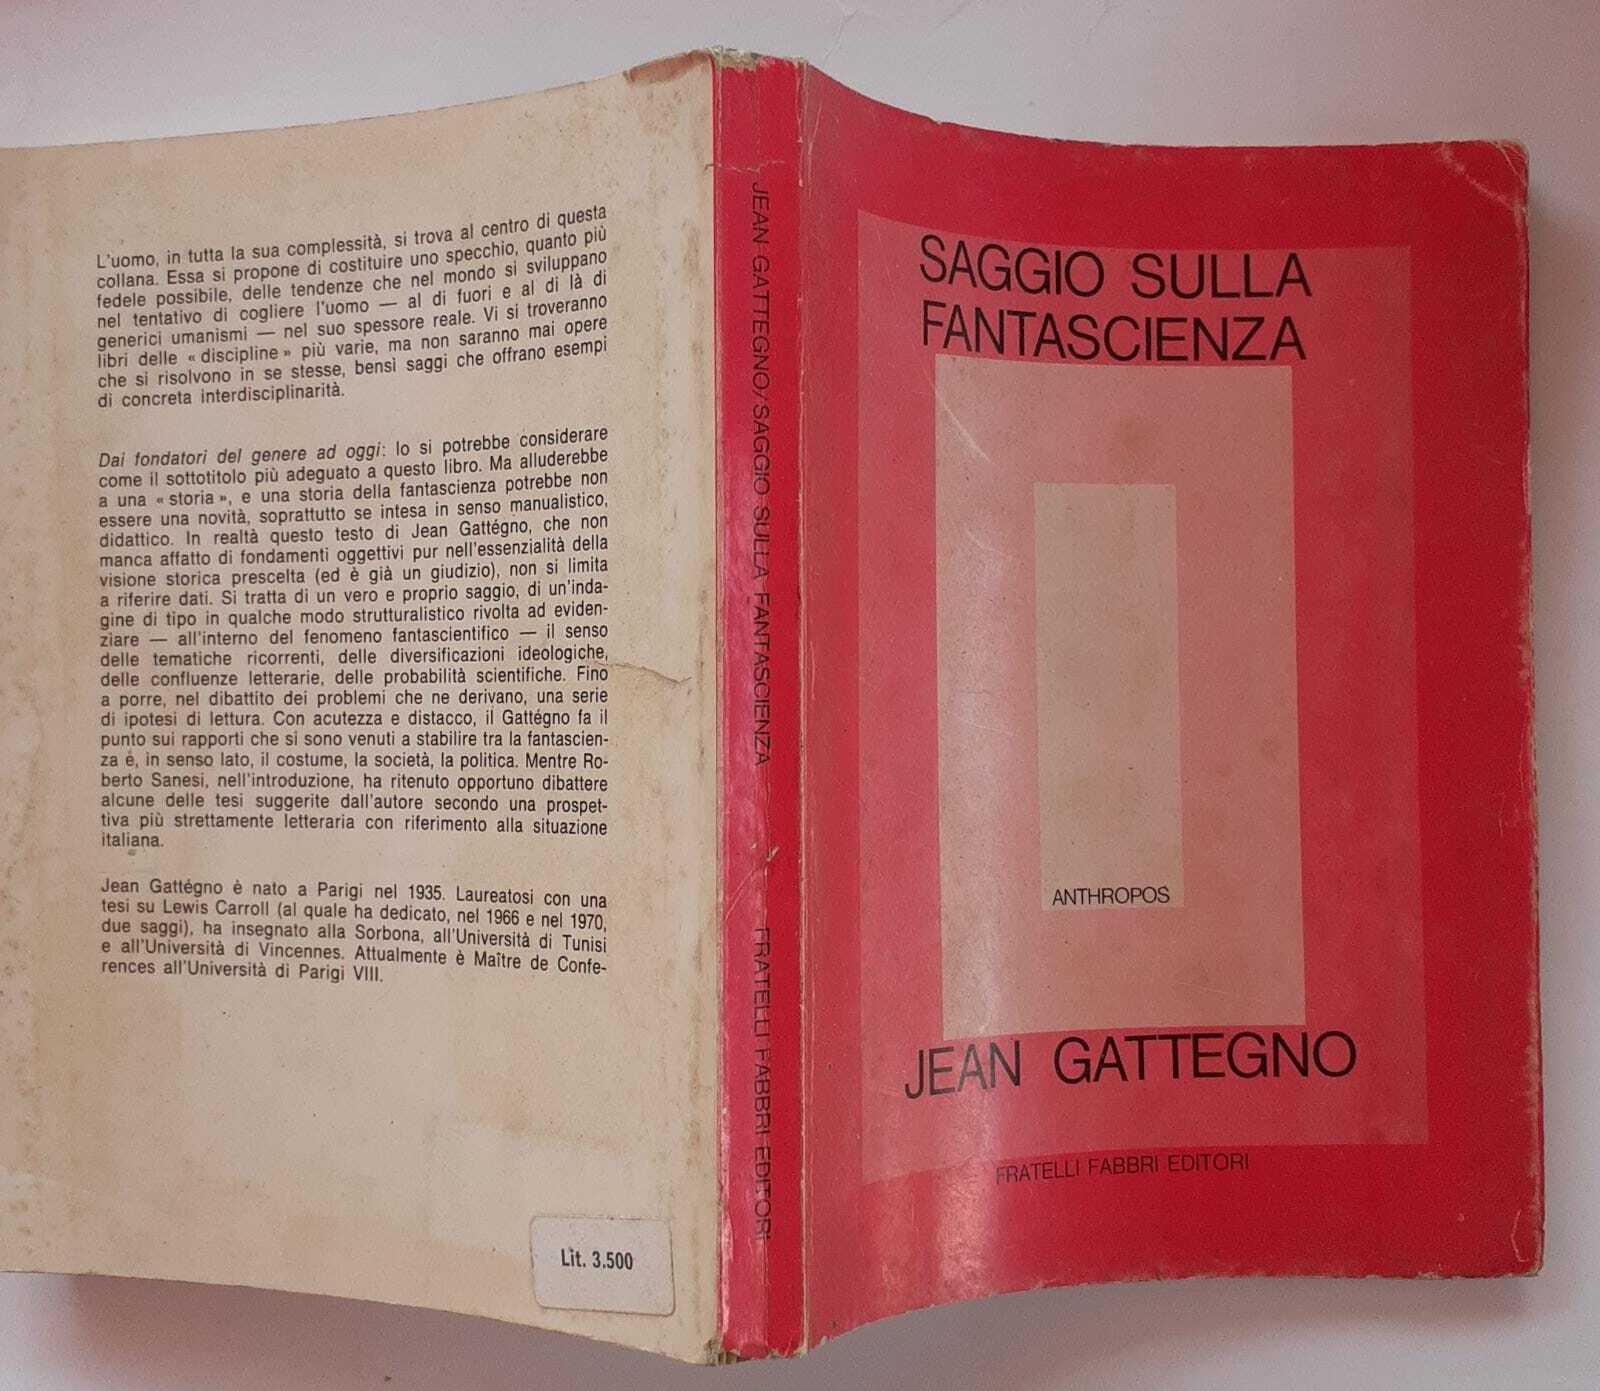 L'uomo, in tutta la sua complessità, si trova al centro di questa
collana. Essa si propone di costituire uno specchio, quanto più
fedele possibile, delle tendenze che nel mondo si sviluppano
nel tentativo di cogliere l'uomo — al di fuori e al di là di
generici umanismi — nel suo spessore reale. Vi si troveranno
libri delle « discipline » più varie, ma non saranno mai opere
che si risolvono in se stesse, bensì saggi che offrano esempi
di concreta interdisciplinarità.
Dai fondatori del genere ad oggi: lo si potrebbe considerare
come il sottotitolo più adeguato a questo libro. Ma alluderebbe
a una « storia », e una storia della fantascienza potrebbe non
essere una novità, soprattutto se intesa in senso manualistico,
didattico. In realtà questo testo di Jean Gattégno, che non
manca affatto di fondamenti oggettivi pur nell'essenzialità della
visione storica prescelta (ed è già un giudizio), non si limita
a riferire dati. Si tratta di un vero e proprio saggio, di un'inda-
gine di tipo in qualche modo strutturalistico rivolta ad eviden-
ziare — all'interno del fenomeno fantascientifico — il senso
delle tematiche ricorrenti, delle diversificazioni ideologiche,
delle confluenze letterarie, delle probabilità scientifiche. Fino
a porre, nel dibattito dei problemi che ne derivano, una serie
di ipotesi di lettura. Con acutezza e distacco, il Gattégno fa il
punto sui rapporti che si sono venuti a stabilire tra la fantascien-
za e, in senso lato, il costume, la società, la politica. Mentre Ro-
berto Sanesi, nell'introduzione, ha ritenuto opportuno dibattere
alcune delle tesi suggerite dall'autore secondo una prospet-
tiva più strettamente letteraria con riferimento alla situazione
italiana.
Jean Gattégno è nato a Parigi nel 1935. Laureatosi con una
tesi su Lewis Carroll (al quale ha dedicato, nel 1966 e nel 1970,
due saggi), ha insegnato alla Sorbona, all'Università di Tunisi
e all'Università di Vincennes. Attualmente è Maître de Confe-
rences all'Università di Parigi VIII.
Lit. 3.500
JEAN GATTEGNO/SAGGIO SULLA FANTASCIENZA FRATELLI FABBRI EDITORI
SAGGIO SULLA
FANTASCIENZA
ANTHROPOS
JEAN GATTEGNO
FRATELLI FABBRI EDITORI